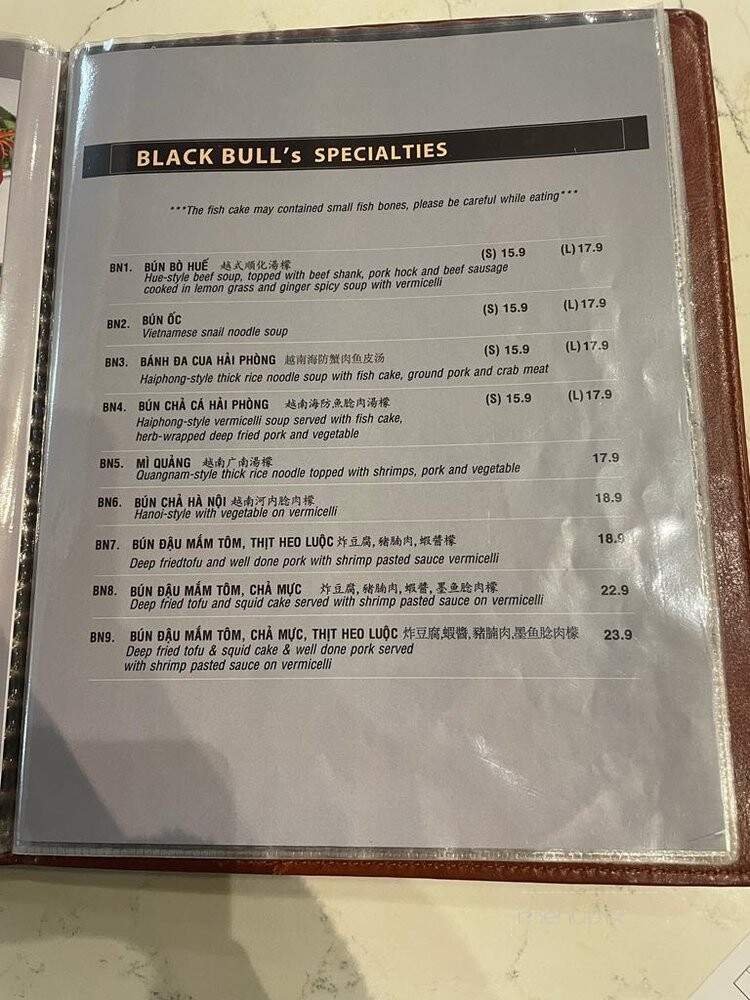 BLACK BULL's SPECIALTIES
***The fish cake may contained small fish bones, please be careful while eating***
BN1. BÚN BÒ HUẾ 越式顺化湯檬 (S) 15.9 (L) 17.9
Hue-style beef soup, topped with beef shank, pork hock and beef sausage
cooked in lemon grass and ginger spicy soup with vermicelli
BN2. BÚN ỐC (S) 15.9 (L) 17.9
Vietnamese snail noodle soup
BN3. BÁNH ĐA CUA HẢI PHÒNG 越南海防蟹肉鱼皮汤 (S) 15.9 (L) 17.9
Haiphong-style thick rice noodle soup with fish cake, ground pork and crab meat
BN4. BÚN CHẢ CÁ HẢI PHÒNG 越南海防魚脍肉湯檬 (S) 15.9 (L) 17.9
Haiphong-style vermicelli soup served with fish cake,
herb-wrapped deep fried pork and vegetable
BN5. MÌ QUẢNG 越南广南湯檬 17.9
Quangnam-style thick rice noodle topped with shrimps, pork and vegetable
BN6. BÚN CHẢ HÀ NỘI 越南河内脍肉檬 18.9
Hanoi-style with vegetable on vermicelli
BN7. BÚN ĐẬU MẮM TÔM, THỊT HEO LUỘC 炸豆腐,豬腩肉,蝦醬檬 18.9
Deep friedtofu and well done pork with shrimp pasted sauce vermicelli
BN8. BÚN ĐẬU MẮM TÔM, CHẢ MỰC 炸豆腐,豬腩肉,蝦醬,墨鱼脍肉檬 22.9
Deep fried tofu and squid cake served with shrimp pasted sauce on vermicelli
BN9. BÚN ĐẬU MẮM TÔM, CHẢ MỰC, THỊT HEO LUỘC 炸豆腐,蝦醬,豬腩肉,墨鱼脍肉檬 23.9
Deep fried tofu & squid cake & well done pork served
with shrimp pasted sauce on vermicelli